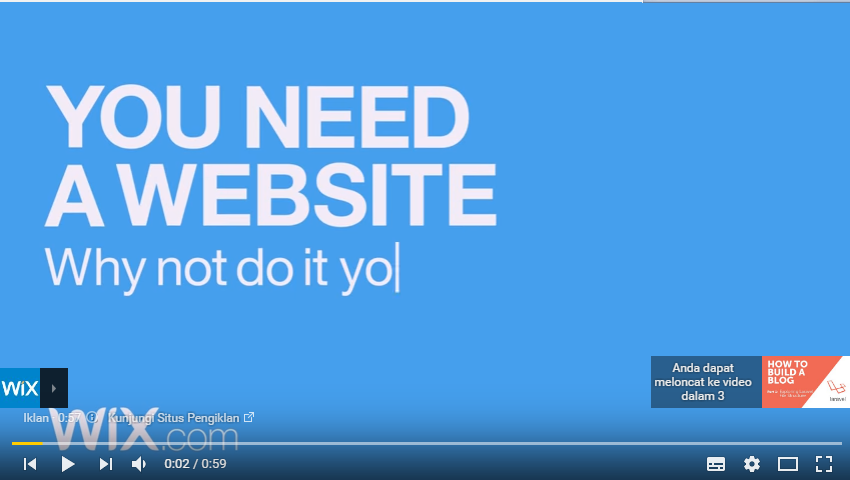 YOU NEED
A WEBSITE
Why not do it yo
WiX
Anda dapat
meloncat ke video
dalam 3
HOW TO
BUILD A
BLOG
laravel
Iklan · 0:57 Kunjungi Situs Pengiklan
WiX.com
0:02 / 0:59